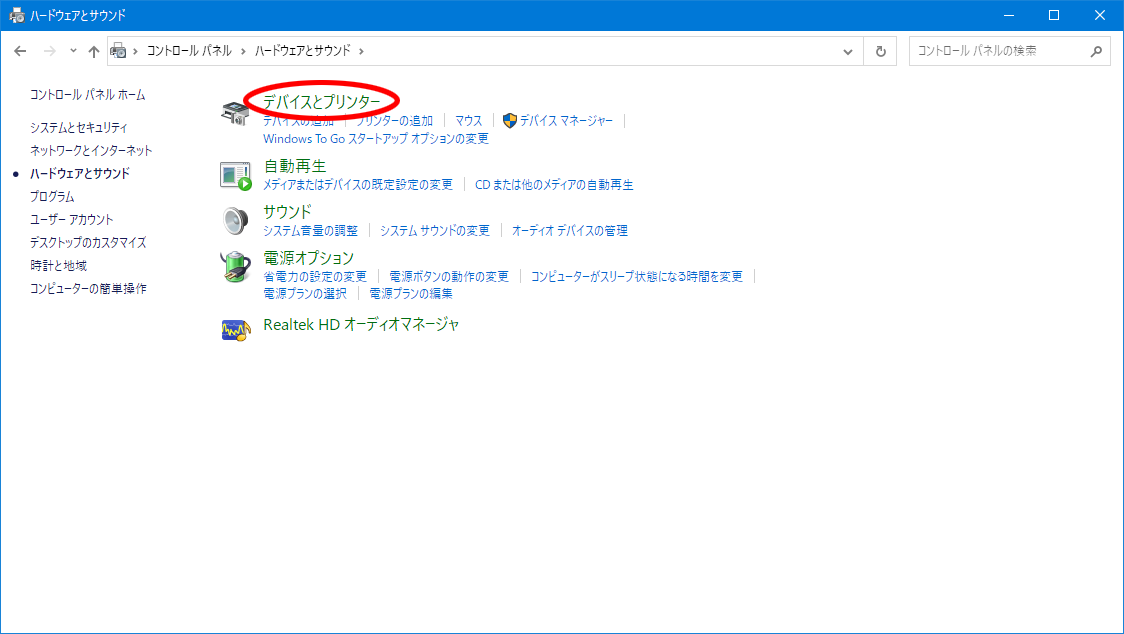 ハードウェアとサウンド
コントロール パネル › ハードウェアとサウンド ›
コントロール パネルの検索
コントロール パネル ホーム
システムとセキュリティ
ネットワークとインターネット
ハードウェアとサウンド
プログラム
ユーザー アカウント
デスクトップのカスタマイズ
時計と地域
コンピューターの簡単操作
デバイスとプリンター
デバイスの追加 プリンターの追加 マウス デバイス マネージャー
Windows To Go スタートアップ オプションの変更
自動再生
メディアまたはデバイスの既定設定の変更 CD または他のメディアの自動再生
サウンド
システム音量の調整 システム サウンドの変更 オーディオ デバイスの管理
電源オプション
省電力の設定の変更 電源ボタンの動作の変更 コンピューターがスリープ状態になる時間を変更
電源プランの選択 電源プランの編集
Realtek HD オーディオマネージャ